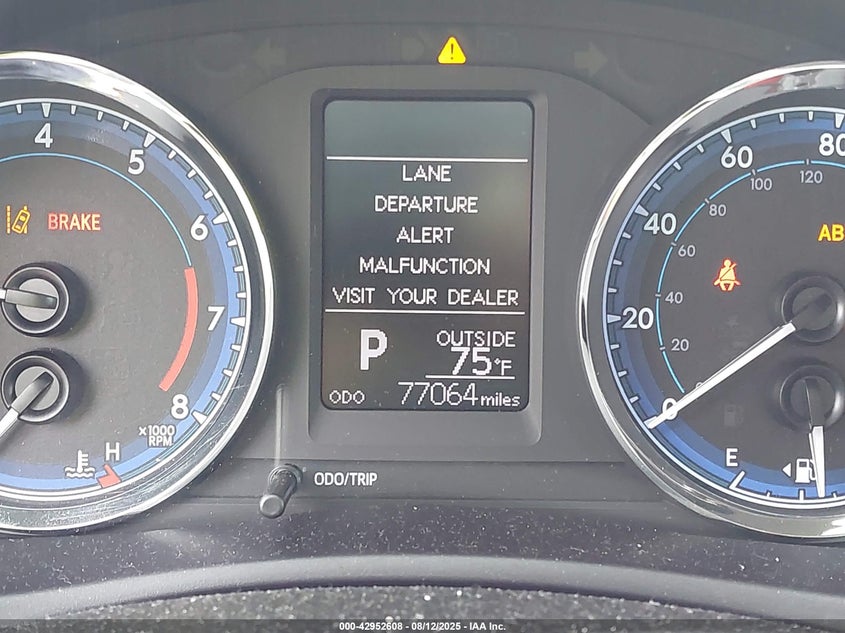 LANE
DEPARTURE
ALERT
MALFUNCTION
VISIT YOUR DEALER
P
OUTSIDE
75°F
ODO 77064 miles
4
5
6
7
8
x1000
RPM
BRAKE
H
ODO/TRIP
0
20
40
60
80
20
40
60
80
100
120
AB
E
000-42952608 - 08/12/2025 - IAA Inc.